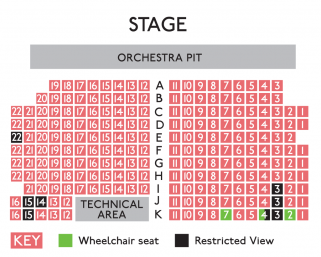 STAGE
ORCHESTRA PIT
19 18 17 16 15 14 13 12 A 11 10 9 8 7 6 5 4 3
20 19 18 17 16 15 14 13 12 B 11 10 9 8 7 6 5 4 3
22 21 20 19 18 17 16 15 14 13 12 C 11 10 9 8 7 6 5 4 3 2 1
22 21 20 19 18 17 16 15 14 13 12 D 11 10 9 8 7 6 5 4 3 2 1
22 21 20 19 18 17 16 15 14 13 12 E 11 10 9 8 7 6 5 4 3 2 1
22 21 20 19 18 17 16 15 14 13 12 F 11 10 9 8 7 6 5 4 3 2 1
22 21 20 19 18 17 16 15 14 13 12 G 11 10 9 8 7 6 5 4 3 2 1
22 21 20 19 18 17 16 15 14 13 12 H 11 10 9 8 7 6 5 4 3 2 1
21 20 19 18 17 16 15 14 13 12 I 11 10 9 8 7 6 5 4 3 2 1
16 15 14 13 12 TECHNICAL J 11 10 9 8 7 6 5 4 3 2 1
16 15 14 13 12 AREA K 11 10 9 8 7 6 5 4 3 2 1
KEY Wheelchair seat Restricted View